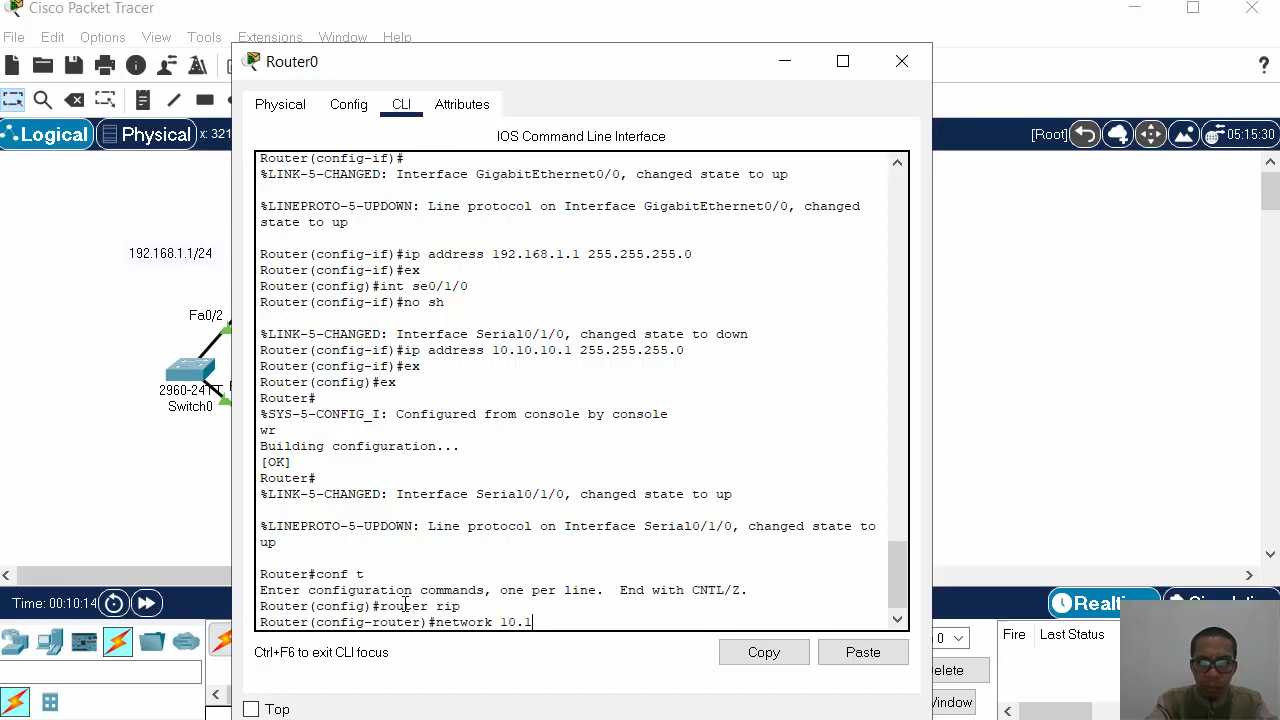 Cisco Packet Tracer
File Edit Options View Tools Extensions Window Help
Router0
Physical Config CLI Attributes
Logical Physical x: 321
[Root] 05:15:30
IOS Command Line Interface
Router(config-if)#
%LINK-5-CHANGED: Interface GigabitEthernet0/0, changed state to up
%LINEPROTO-5-UPDOWN: Line protocol on Interface GigabitEthernet0/0, changed
state to up
Router(config-if)#ip address 192.168.1.1 255.255.255.0
Router(config-if)#ex
Router(config)#int se0/1/0
Router(config-if)#no sh
%LINK-5-CHANGED: Interface Serial0/1/0, changed state to down
Router(config-if)#ip address 10.10.10.1 255.255.255.0
Router(config-if)#ex
Router(config)#ex
Router#
%SYS-5-CONFIG_I: Configured from console by console
wr
Building configuration...
[OK]
Router#
%LINK-5-CHANGED: Interface Serial0/1/0, changed state to up
%LINEPROTO-5-UPDOWN: Line protocol on Interface Serial0/1/0, changed state to
up
Router#conf t
Enter configuration commands, one per line. End with CNTL/Z.
Router(config)#router rip
Router(config-router)#network 10.1
192.168.1.1/24
Fa0/2
2960-24TT
Switch0
Ctrl+F6 to exit CLI focus
Copy Paste
Top
Time: 00:10:14
Realti
0
Fire Last Status
elete
Window